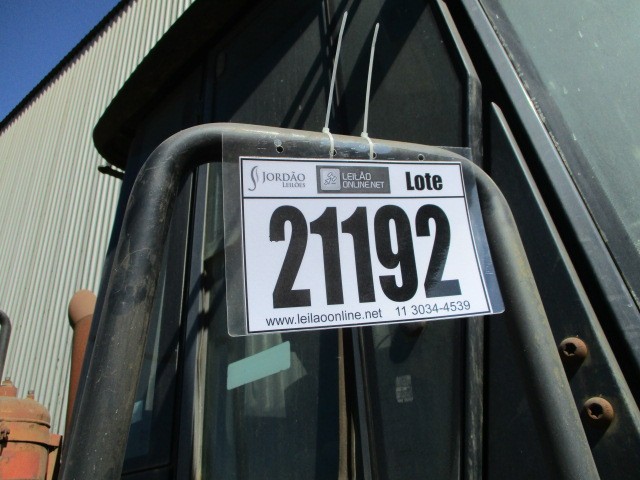 JORDÃO LEILÕES LEILÃO ONLINE.NET Lote
21192
www.leilaoonline.net 11 3034-4539